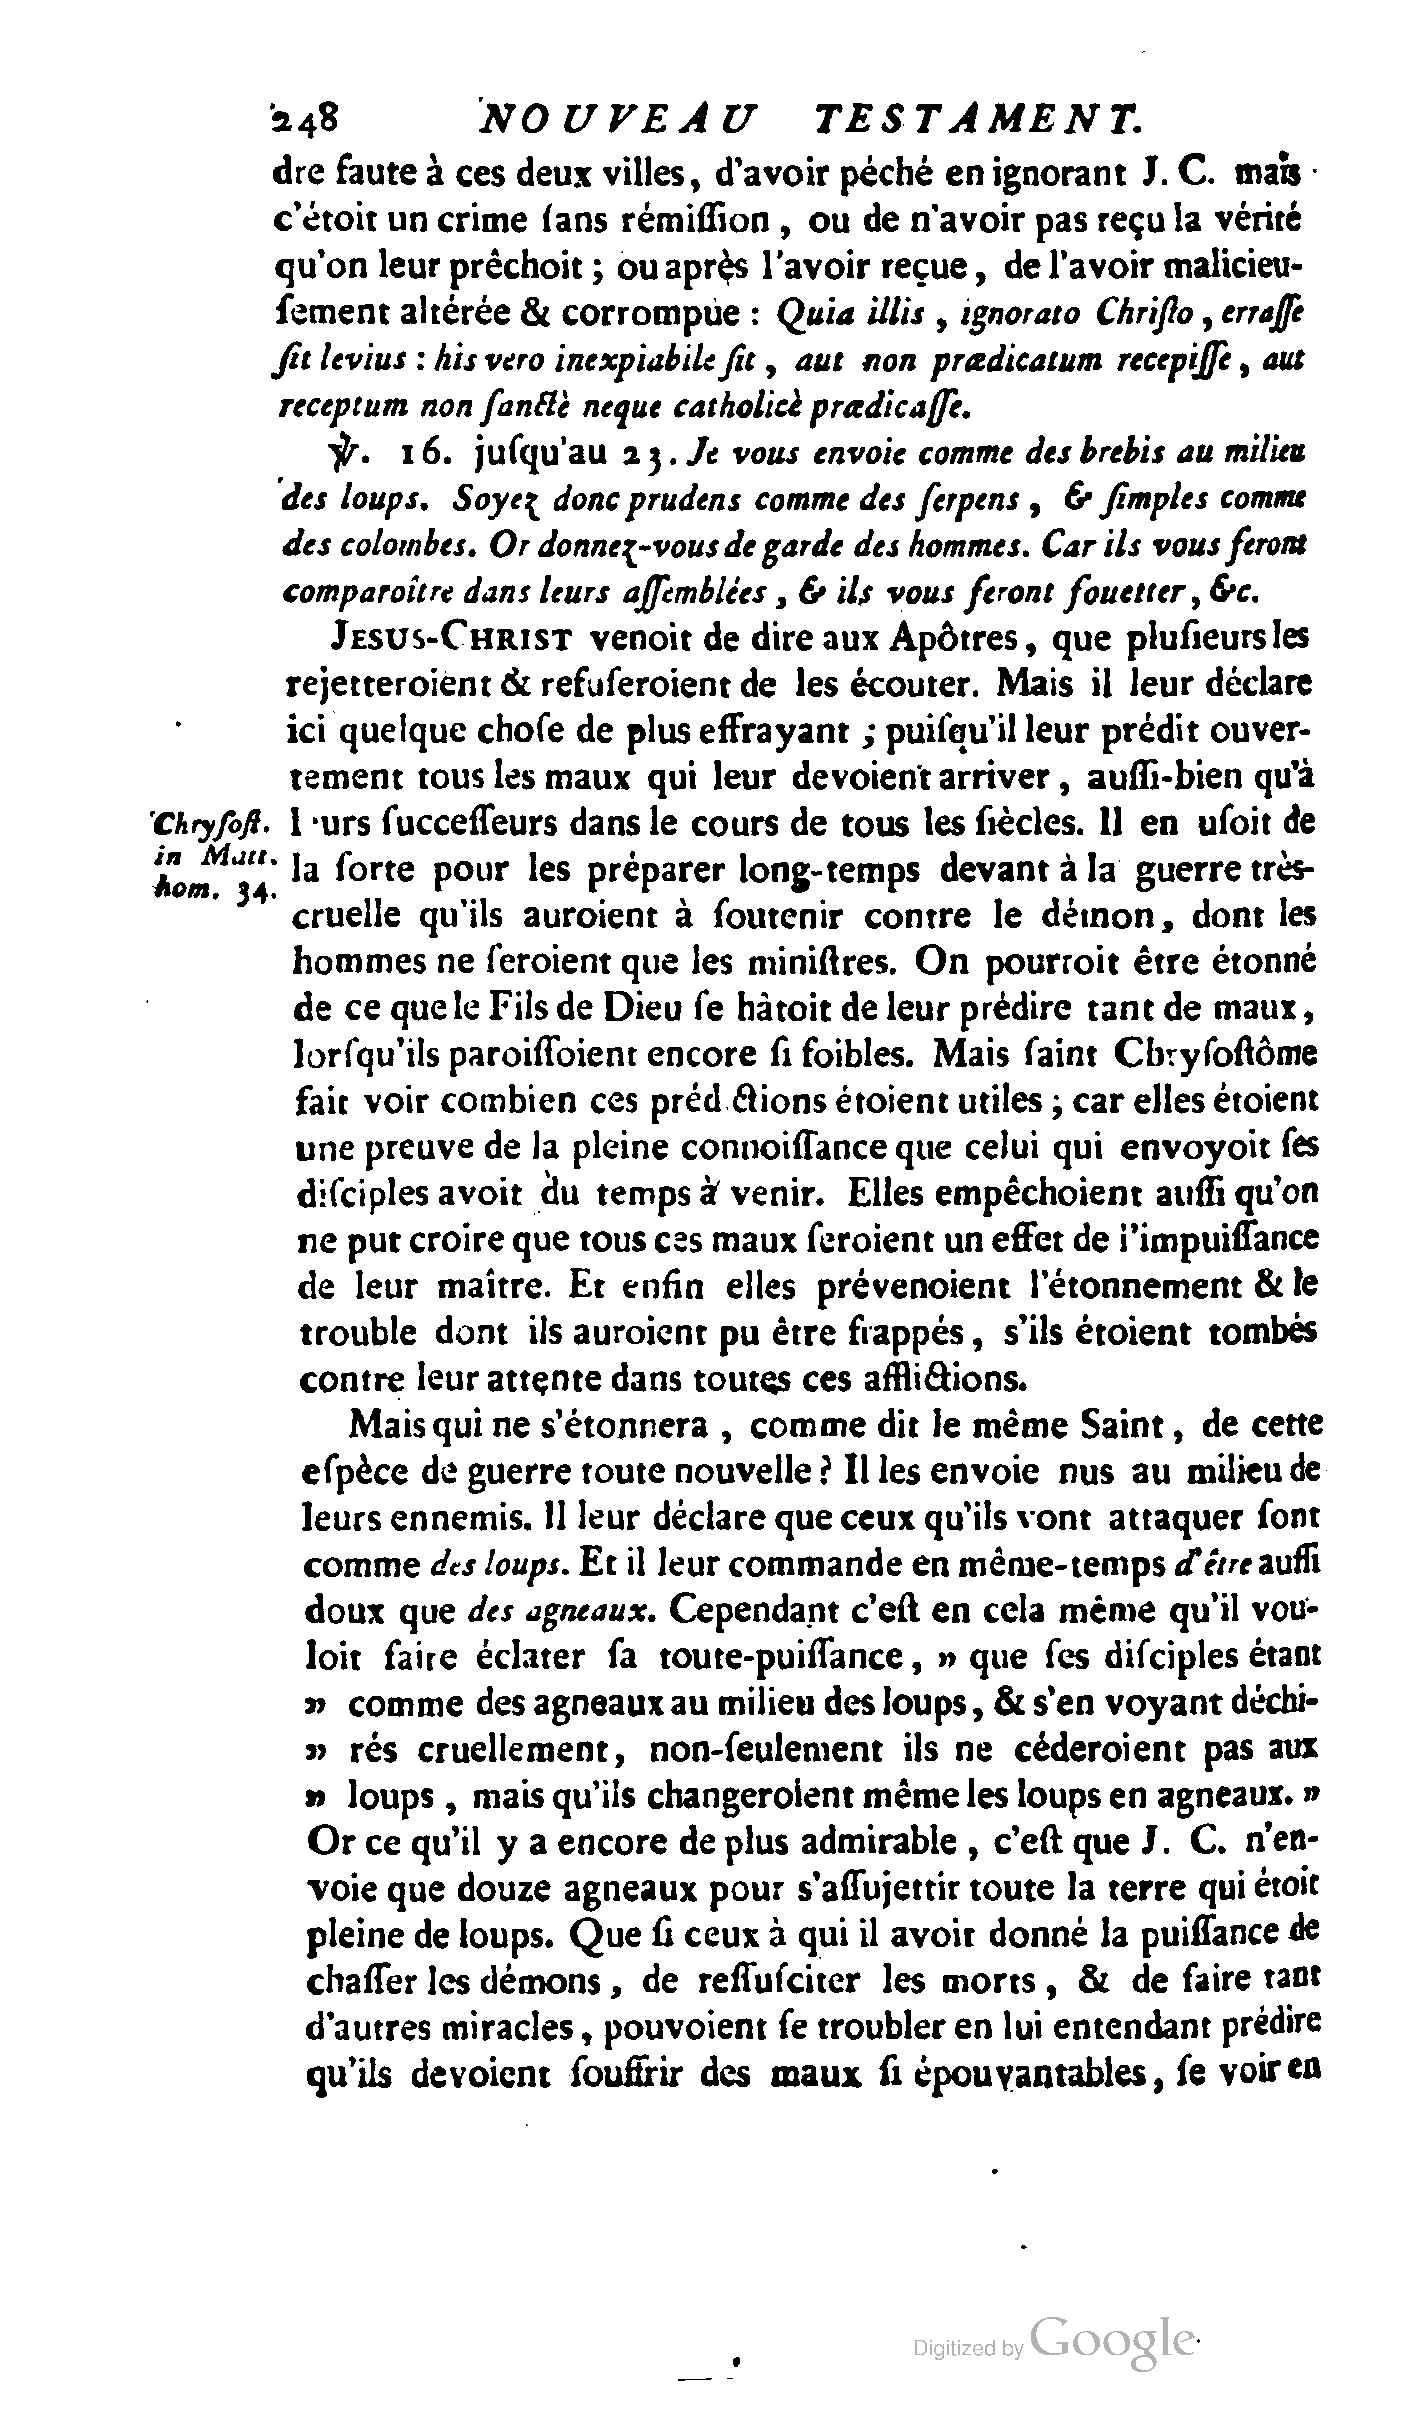 248 NOUVEAU TESTAMENT.
dre faute à ces deux villes, d'avoir péché en ignorant J. C. mais
c'étoit un crime ſans rémiſſion, ou de n'avoir pas reçu la vérité
qu'on leur prêchoit ; ou après l'avoir reçue, de l'avoir malicieu-
ſement altérée & corrompue : Quia illis, ignorato Chriſto, erraſſe
ſit levius : his vero inexpiabile ſit, aut non prædicatum recepiſſe, aut
receptum non ſanctè neque catholicè prædicaſſe.
℣. 16. juſqu'au 23. Je vous envoie comme des brebis au milieu
des loups. Soyez donc prudens comme des ſerpens, & ſimples comme
des colombes. Or donnez-vous de garde des hommes. Car ils vous feront
comparoître dans leurs aſſemblées, & ils vous feront fouetter, &c.
JESUS-CHRIST venoit de dire aux Apôtres, que pluſieurs les
rejetteroient & refuſeroient de les écouter. Mais il leur déclare
ici quelque choſe de plus effrayant ; puiſqu'il leur prédit ouver-
tement tous les maux qui leur devoient arriver, auſſi-bien qu'à
Chryſoſt.
in Matt.
hom. 34.
l urs ſucceſſeurs dans le cours de tous les ſiècles. Il en uſoit de
la ſorte pour les préparer long-temps devant à la guerre très-
cruelle qu'ils auroient à ſoutenir contre le démon, dont les
hommes ne ſeroient que les miniſtres. On pourroit être étonné
de ce que le Fils de Dieu ſe hâtoit de leur prédire tant de maux,
lorſqu'ils paroiſſoient encore ſi foibles. Mais ſaint Chryſoſtôme
fait voir combien ces prédictions étoient utiles ; car elles étoient
une preuve de la pleine connoiſſance que celui qui envoyoit ſes
diſciples avoit du temps à venir. Elles empêchoient auſſi qu'on
ne put croire que tous ces maux ſeroient un effet de l'impuiſſance
de leur maître. Et enfin elles prévenoient l'étonnement & le
trouble dont ils auroient pu être frappés, s'ils étoient tombés
contre leur attente dans toutes ces afflictions.
Mais qui ne s'étonnera, comme dit le même Saint, de cette
eſpèce de guerre toute nouvelle ? Il les envoie nus au milieu de
leurs ennemis. Il leur déclare que ceux qu'ils vont attaquer ſont
comme des loups. Et il leur commande en même-temps d'être auſſi
doux que des agneaux. Cependant c'eſt en cela même qu'il vou-
loit faire éclater ſa toute-puiſſance, » que ſes diſciples étant
» comme des agneaux au milieu des loups, & s'en voyant déchi-
» rés cruellement, non-ſeulement ils ne céderoient pas aux
» loups, mais qu'ils changeroient même les loups en agneaux. »
Or ce qu'il y a encore de plus admirable, c'eſt que J. C. n'en-
voie que douze agneaux pour s'aſſujettir toute la terre qui étoit
pleine de loups. Que ſi ceux à qui il avoit donné la puiſſance de
chaſſer les démons, de reſſuſciter les morts, & de faire tant
d'autres miracles, pouvoient ſe troubler en lui entendant prédire
qu'ils devoient ſouffrir des maux ſi épouvantables, ſe voir en
Digitized by Google